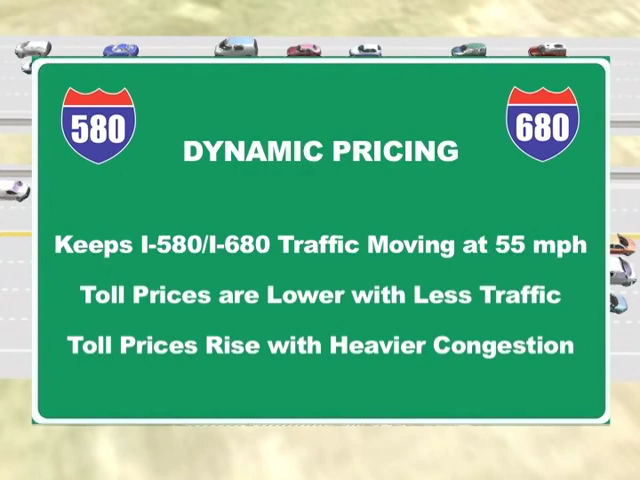 580
680
DYNAMIC PRICING
Keeps I-580/I-680 Traffic Moving at 55 mph
Toll Prices are Lower with Less Traffic
Toll Prices Rise with Heavier Congestion